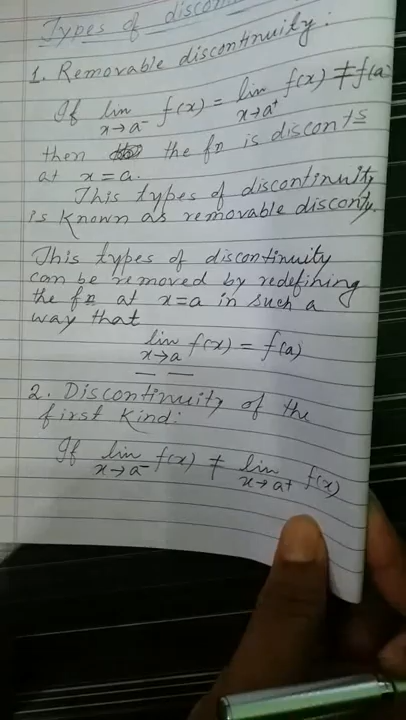 Types of discon
1. Removable discontinuity:
If lim x→a⁻ f(x) = lim x→a⁺ f(x) ≠ f(a
then the fn is disconts
at x = a.
This types of discontinuity
is known as removable disconty.
This types of discontinuity
can be removed by redefining
the fn at x=a in such a
way that
lim x→a f(x) = f(a)
2. Discontinuity of the
first kind:
If lim x→a⁻ f(x) ≠ lim x→a⁺ f(x)